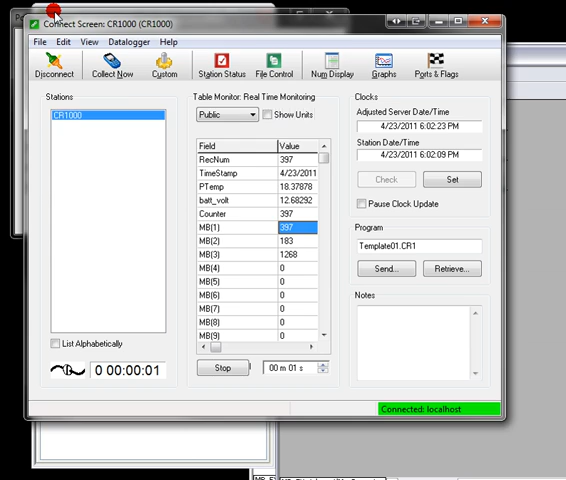 Connect Screen: CR1000 (CR1000)
File Edit View Datalogger Help
Disconnect Collect Now Custom Station Status File Control Num Display Graphs Ports & Flags
Stations
CR1000
List Alphabetically
0 00:00:01
Table Monitor: Real Time Monitoring
Public Show Units
Field Value
RecNum 397
TimeStamp 4/23/2011
PTemp 18.37878
batt_volt 12.68292
Counter 397
MB(1) 397
MB(2) 183
MB(3) 1268
MB(4) 0
MB(5) 0
MB(6) 0
MB(7) 0
MB(8) 0
MB(9) 0
Stop 00 m 01 s
Clocks
Adjusted Server Date/Time
4/23/2011 6:02:23 PM
Station Date/Time
4/23/2011 6:02:09 PM
Check Set
Pause Clock Update
Program
Template01.CR1
Send... Retrieve...
Notes
Connected: localhost